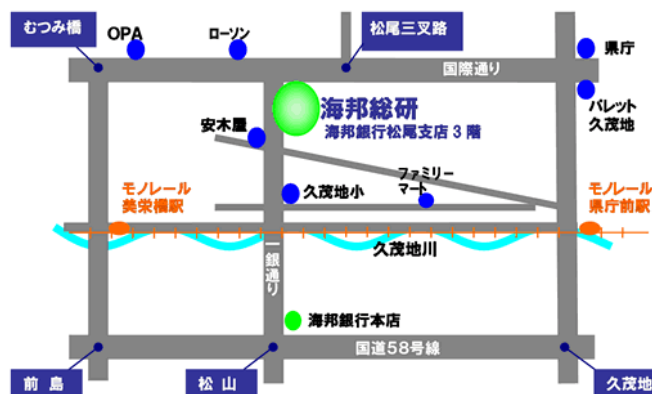 むつみ橋
OPA
ローソン
松尾三叉路
県庁
国際通り
パレット
久茂地
海邦総研
海邦銀行松尾支店3階
安木屋
ファミリー
マート
久茂地小
モノレール
美栄橋駅
モノレール
県庁前駅
久茂地川
一銀通り
海邦銀行本店
国道58号線
前島
松山
久茂地